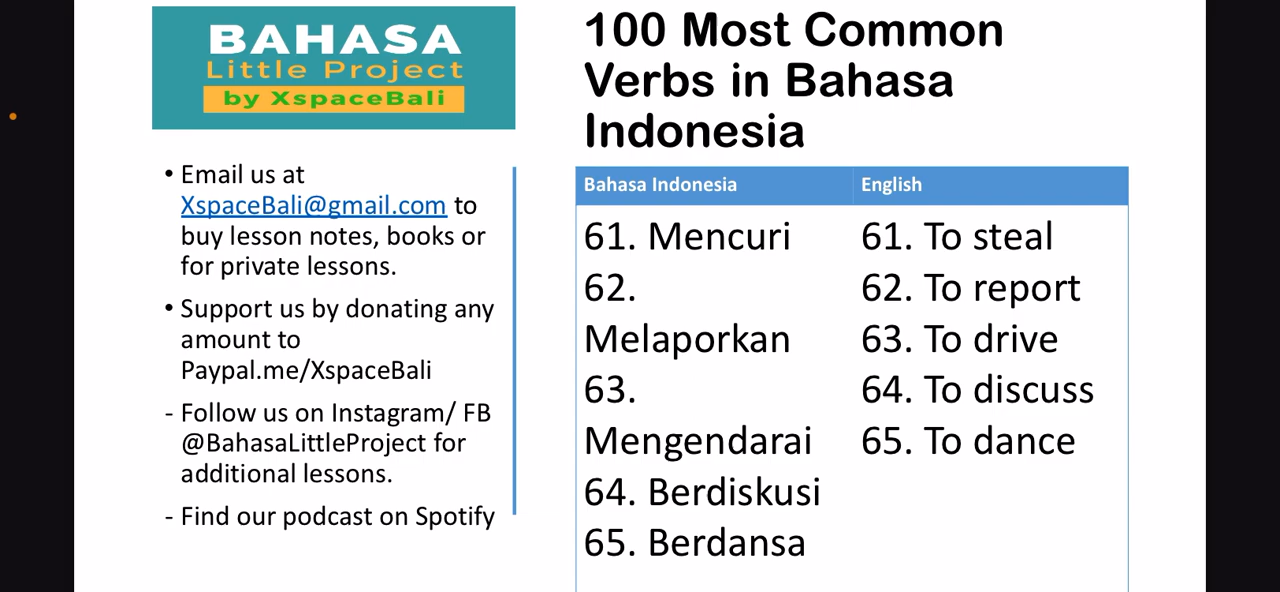 BAHASA
Little Project
by XspaceBali
• Email us at
XspaceBali@gmail.com to
buy lesson notes, books or
for private lessons.
• Support us by donating any
amount to
Paypal.me/XspaceBali
- Follow us on Instagram/ FB
@BahasaLittleProject for
additional lessons.
- Find our podcast on Spotify
100 Most Common
Verbs in Bahasa
Indonesia
Bahasa Indonesia
61. Mencuri
62.
Melaporkan
63.
Mengendarai
64. Berdiskusi
65. Berdansa
English
61. To steal
62. To report
63. To drive
64. To discuss
65. To dance